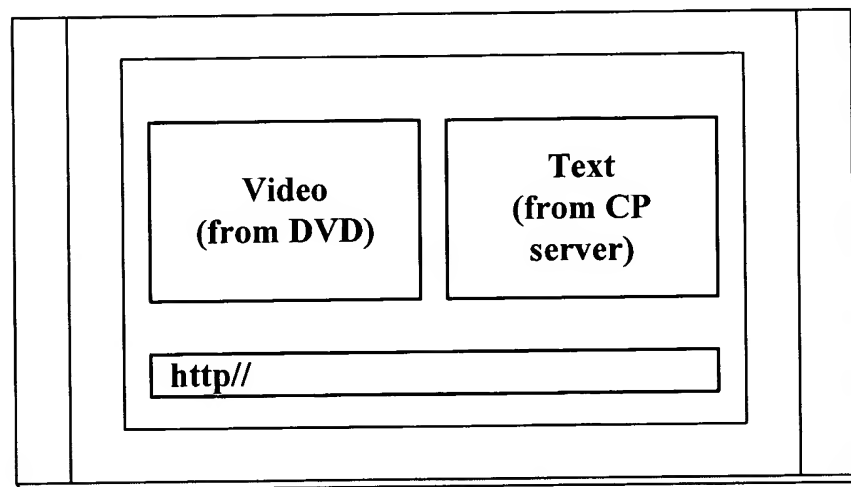 Video
(from DVD)
Text
(from CP
server)
http//